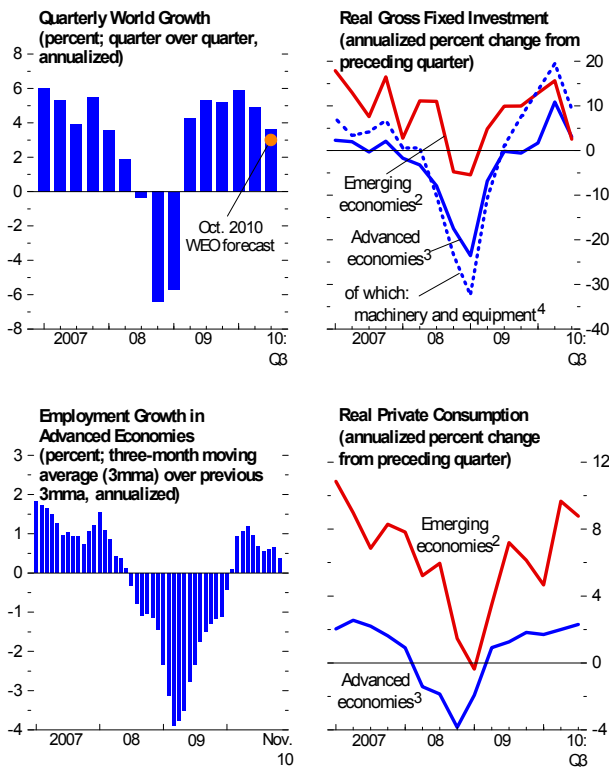 Quarterly World Growth
(percent; quarter over quarter,
annualized)
8
6
4
2
0
-2
-4
-6
-8
Oct. 2010
WEO forecast
2007 08 09 10:
Q3
Real Gross Fixed Investment
(annualized percent change from
preceding quarter)
20
10
0
-10
-20
-30
-40
Emerging
economies2
Advanced
economies3
of which:
machinery and equipment4
2007 08 09 10:
Q3
Employment Growth in
Advanced Economies
(percent; three-month moving
average (3mma) over previous
3mma, annualized)
3
2
1
0
-1
-2
-3
-4
2007 08 09 Nov.
10
Real Private Consumption
(annualized percent change
from preceding quarter)
12
8
4
0
-4
Emerging
economies2
Advanced
economies3
2007 08 09 10:
Q3